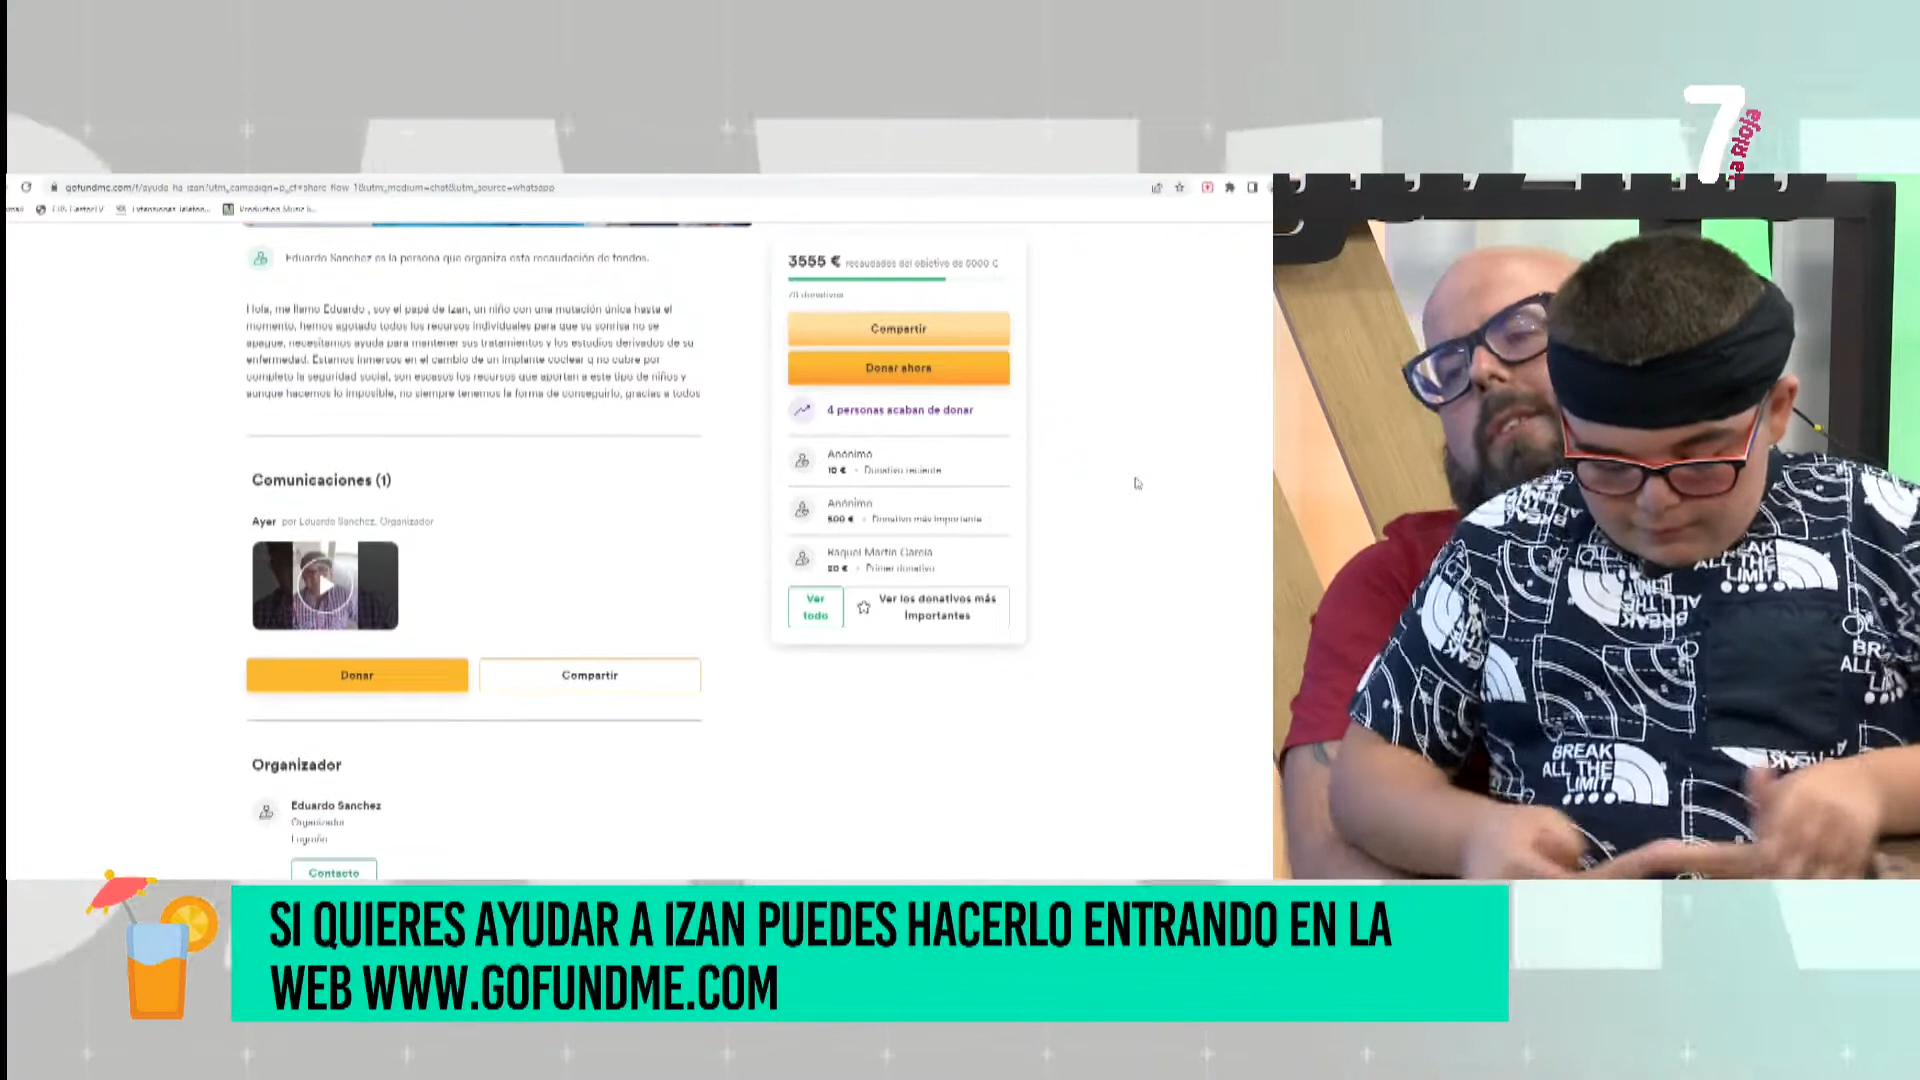 7 La Rioja
gofundme.com/f/ayuda-ha-izan?utm_campaign=p_cf+share-flow-1&utm_medium=chat&utm_source=whatsapp
Eduardo Sanchez es la persona que organiza esta recaudación de fondos.
3555 € recaudados del objetivo de 5000 €
donativos
Hola, me llamo Eduardo , soy el papá de Izan, un niño con una mutación única hasta el
momento, hemos agotado todos los recursos individuales para que su sonrisa no se
apague, necesitamos ayuda para mantener sus tratamientos y los estudios derivados de su
enfermedad. Estamos inmersos en el cambio de un implante coclear q no cubre por
completo la seguridad social, son escasos los recursos que aportan a este tipo de niños y
aunque hacemos lo imposible, no siempre tenemos la forma de conseguirlo, gracias a todos
Compartir
Donar ahora
4 personas acaban de donar
Anónimo
10 € • Donativo reciente
Anónimo
500 € • Donativo más importante
Raquel Martin Garcia
20 € • Primer donativo
Ver todo
Ver los donativos más
importantes
Comunicaciones (1)
Ayer por Eduardo Sanchez, Organizador
Donar
Compartir
Organizador
Eduardo Sanchez
Organizador
Logroño
Contacto
BREAK
ALL THE
LIMIT
SI QUIERES AYUDAR A IZAN PUEDES HACERLO ENTRANDO EN LA
WEB WWW.GOFUNDME.COM